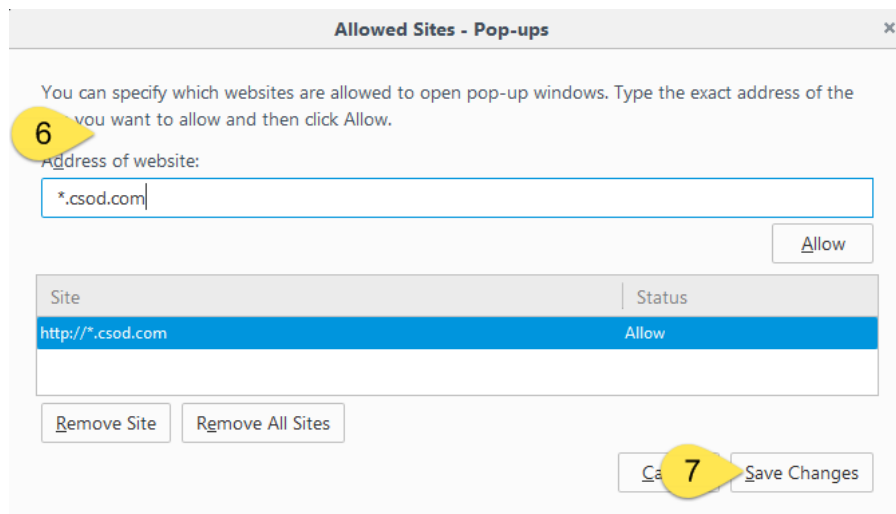 Allowed Sites - Pop-ups ×
You can specify which websites are allowed to open pop-up windows. Type the exact address of the
6 you want to allow and then click Allow.
Address of website:
*.csod.com
Allow
Site Status
http://*.csod.com Allow
Remove Site Remove All Sites
7 Save Changes